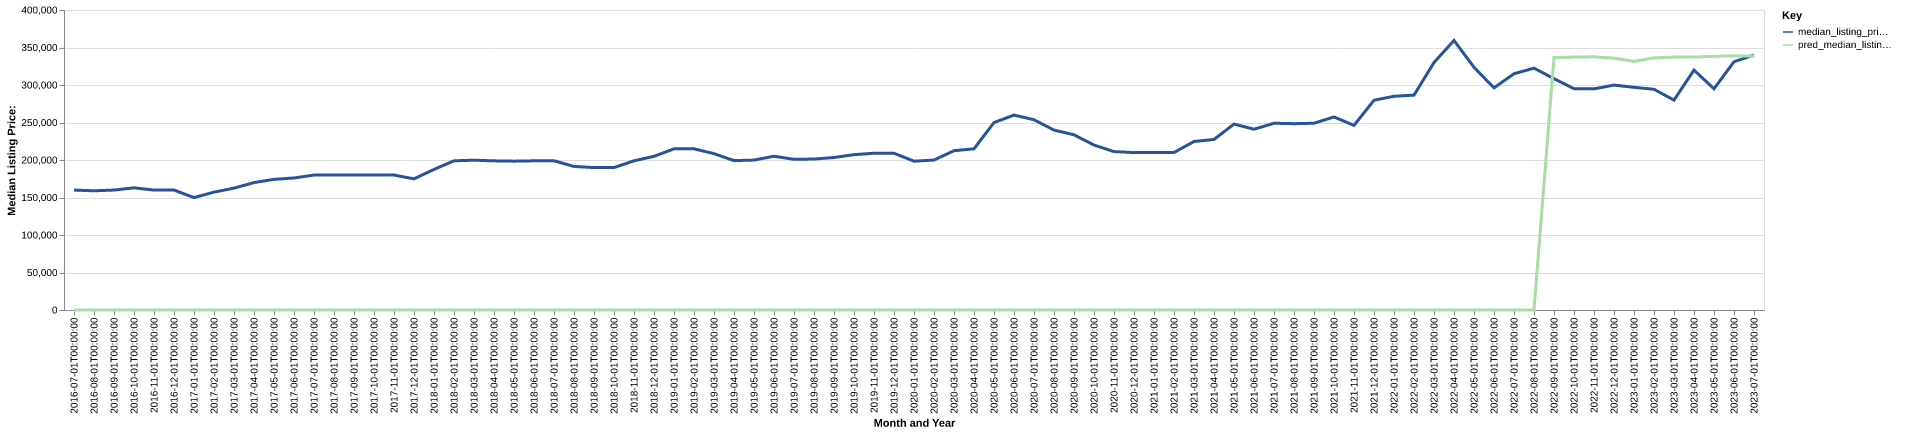 400,000
350,000
300,000
250,000
200,000
150,000
100,000
50,000
0
Median Listing Price:
2016-07-01T00:00:00
2016-08-01T00:00:00
2016-09-01T00:00:00
2016-10-01T00:00:00
2016-11-01T00:00:00
2016-12-01T00:00:00
2017-01-01T00:00:00
2017-02-01T00:00:00
2017-03-01T00:00:00
2017-04-01T00:00:00
2017-05-01T00:00:00
2017-06-01T00:00:00
2017-07-01T00:00:00
2017-08-01T00:00:00
2017-09-01T00:00:00
2017-10-01T00:00:00
2017-11-01T00:00:00
2017-12-01T00:00:00
2018-01-01T00:00:00
2018-02-01T00:00:00
2018-03-01T00:00:00
2018-04-01T00:00:00
2018-05-01T00:00:00
2018-06-01T00:00:00
2018-07-01T00:00:00
2018-08-01T00:00:00
2018-09-01T00:00:00
2018-10-01T00:00:00
2018-11-01T00:00:00
2018-12-01T00:00:00
2019-01-01T00:00:00
2019-02-01T00:00:00
2019-03-01T00:00:00
2019-04-01T00:00:00
2019-05-01T00:00:00
2019-06-01T00:00:00
2019-07-01T00:00:00
2019-08-01T00:00:00
2019-09-01T00:00:00
2019-10-01T00:00:00
2019-11-01T00:00:00
2019-12-01T00:00:00
2020-01-01T00:00:00
2020-02-01T00:00:00
2020-03-01T00:00:00
2020-04-01T00:00:00
2020-05-01T00:00:00
2020-06-01T00:00:00
2020-07-01T00:00:00
2020-08-01T00:00:00
2020-09-01T00:00:00
2020-10-01T00:00:00
2020-11-01T00:00:00
2020-12-01T00:00:00
2021-01-01T00:00:00
2021-02-01T00:00:00
2021-03-01T00:00:00
2021-04-01T00:00:00
2021-05-01T00:00:00
2021-06-01T00:00:00
2021-07-01T00:00:00
2021-08-01T00:00:00
2021-09-01T00:00:00
2021-10-01T00:00:00
2021-11-01T00:00:00
2021-12-01T00:00:00
2022-01-01T00:00:00
2022-02-01T00:00:00
2022-03-01T00:00:00
2022-04-01T00:00:00
2022-05-01T00:00:00
2022-06-01T00:00:00
2022-07-01T00:00:00
2022-08-01T00:00:00
2022-09-01T00:00:00
2022-10-01T00:00:00
2022-11-01T00:00:00
2022-12-01T00:00:00
2023-01-01T00:00:00
2023-02-01T00:00:00
2023-03-01T00:00:00
2023-04-01T00:00:00
2023-05-01T00:00:00
2023-06-01T00:00:00
2023-07-01T00:00:00
Month and Year
Key
median_listing_pri…
pred_median_listin…